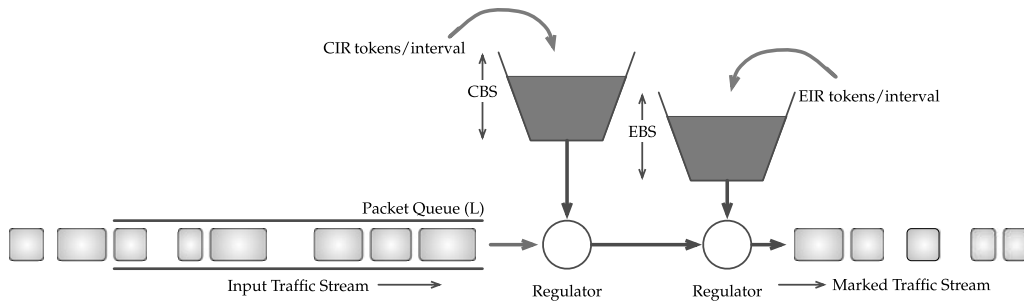 CIR tokens/interval
CBS
EIR tokens/interval
EBS
Packet Queue (L)
Input Traffic Stream
Regulator
Regulator
Marked Traffic Stream